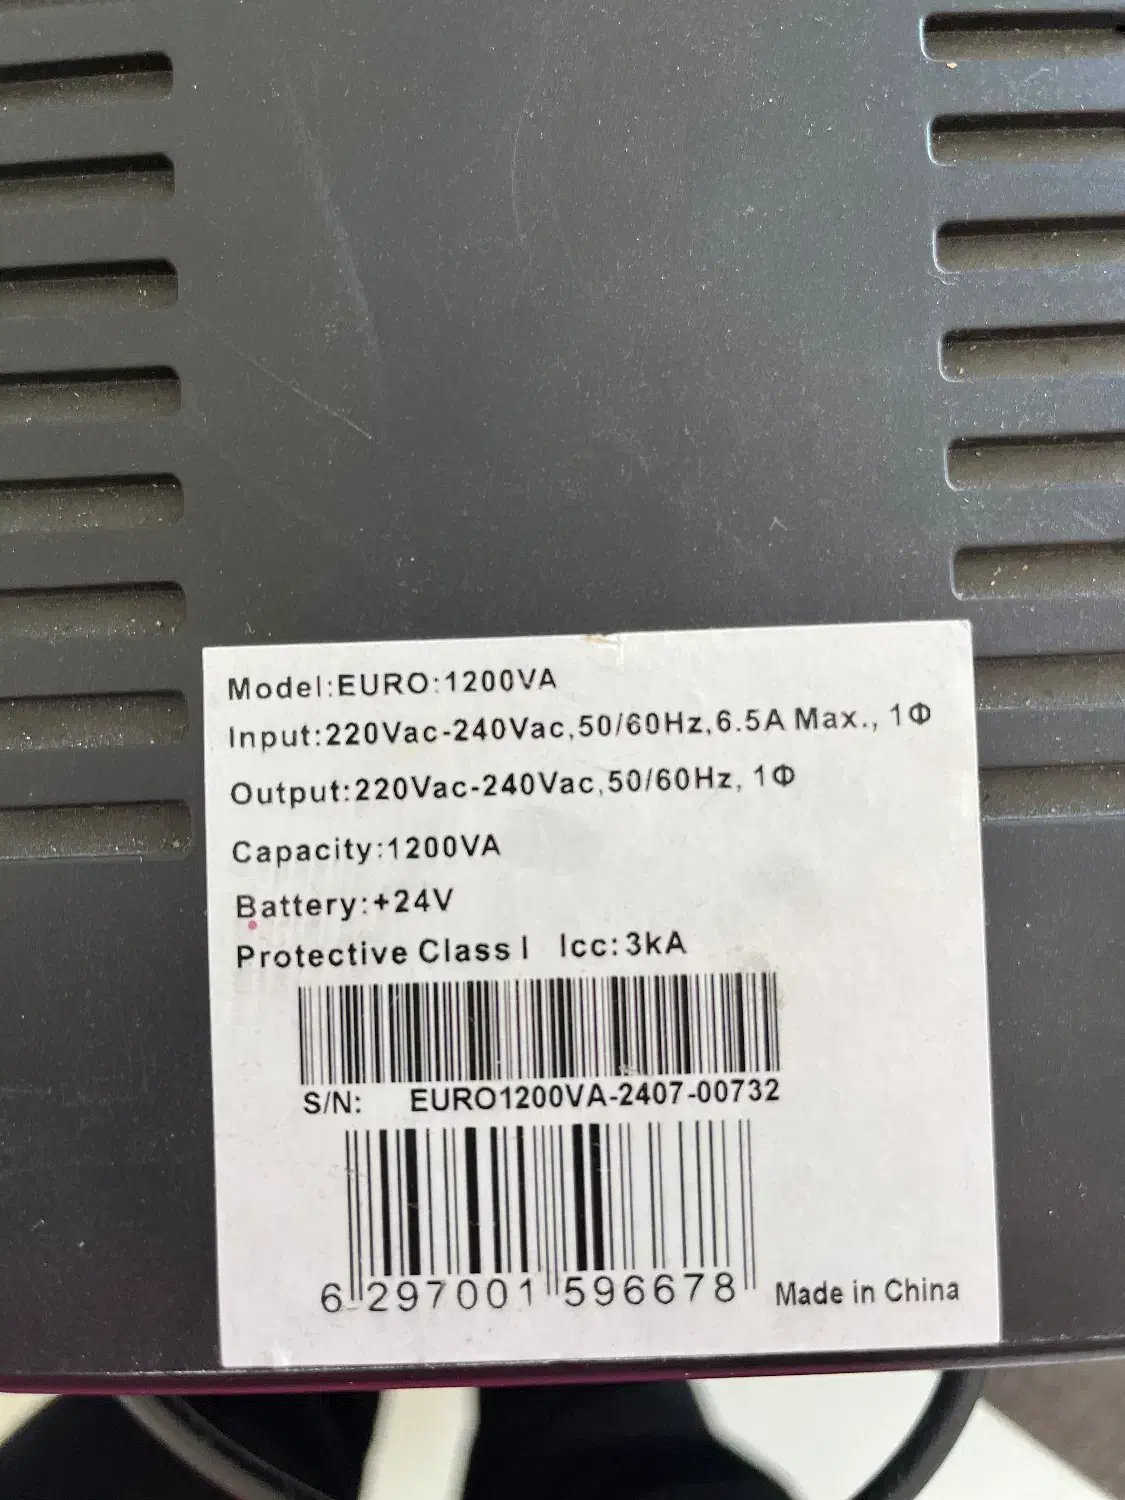 Model:EURO:1200VA
Input:220Vac-240Vac,50/60Hz,6.5A Max., 1Φ
Output:220Vac-240Vac,50/60Hz, 1Φ
Capacity:1200VA
Battery:+24V
Protective Class I Icc:3kA
S/N: EURO1200VA-2407-00732
6 297001 596678 Made in China